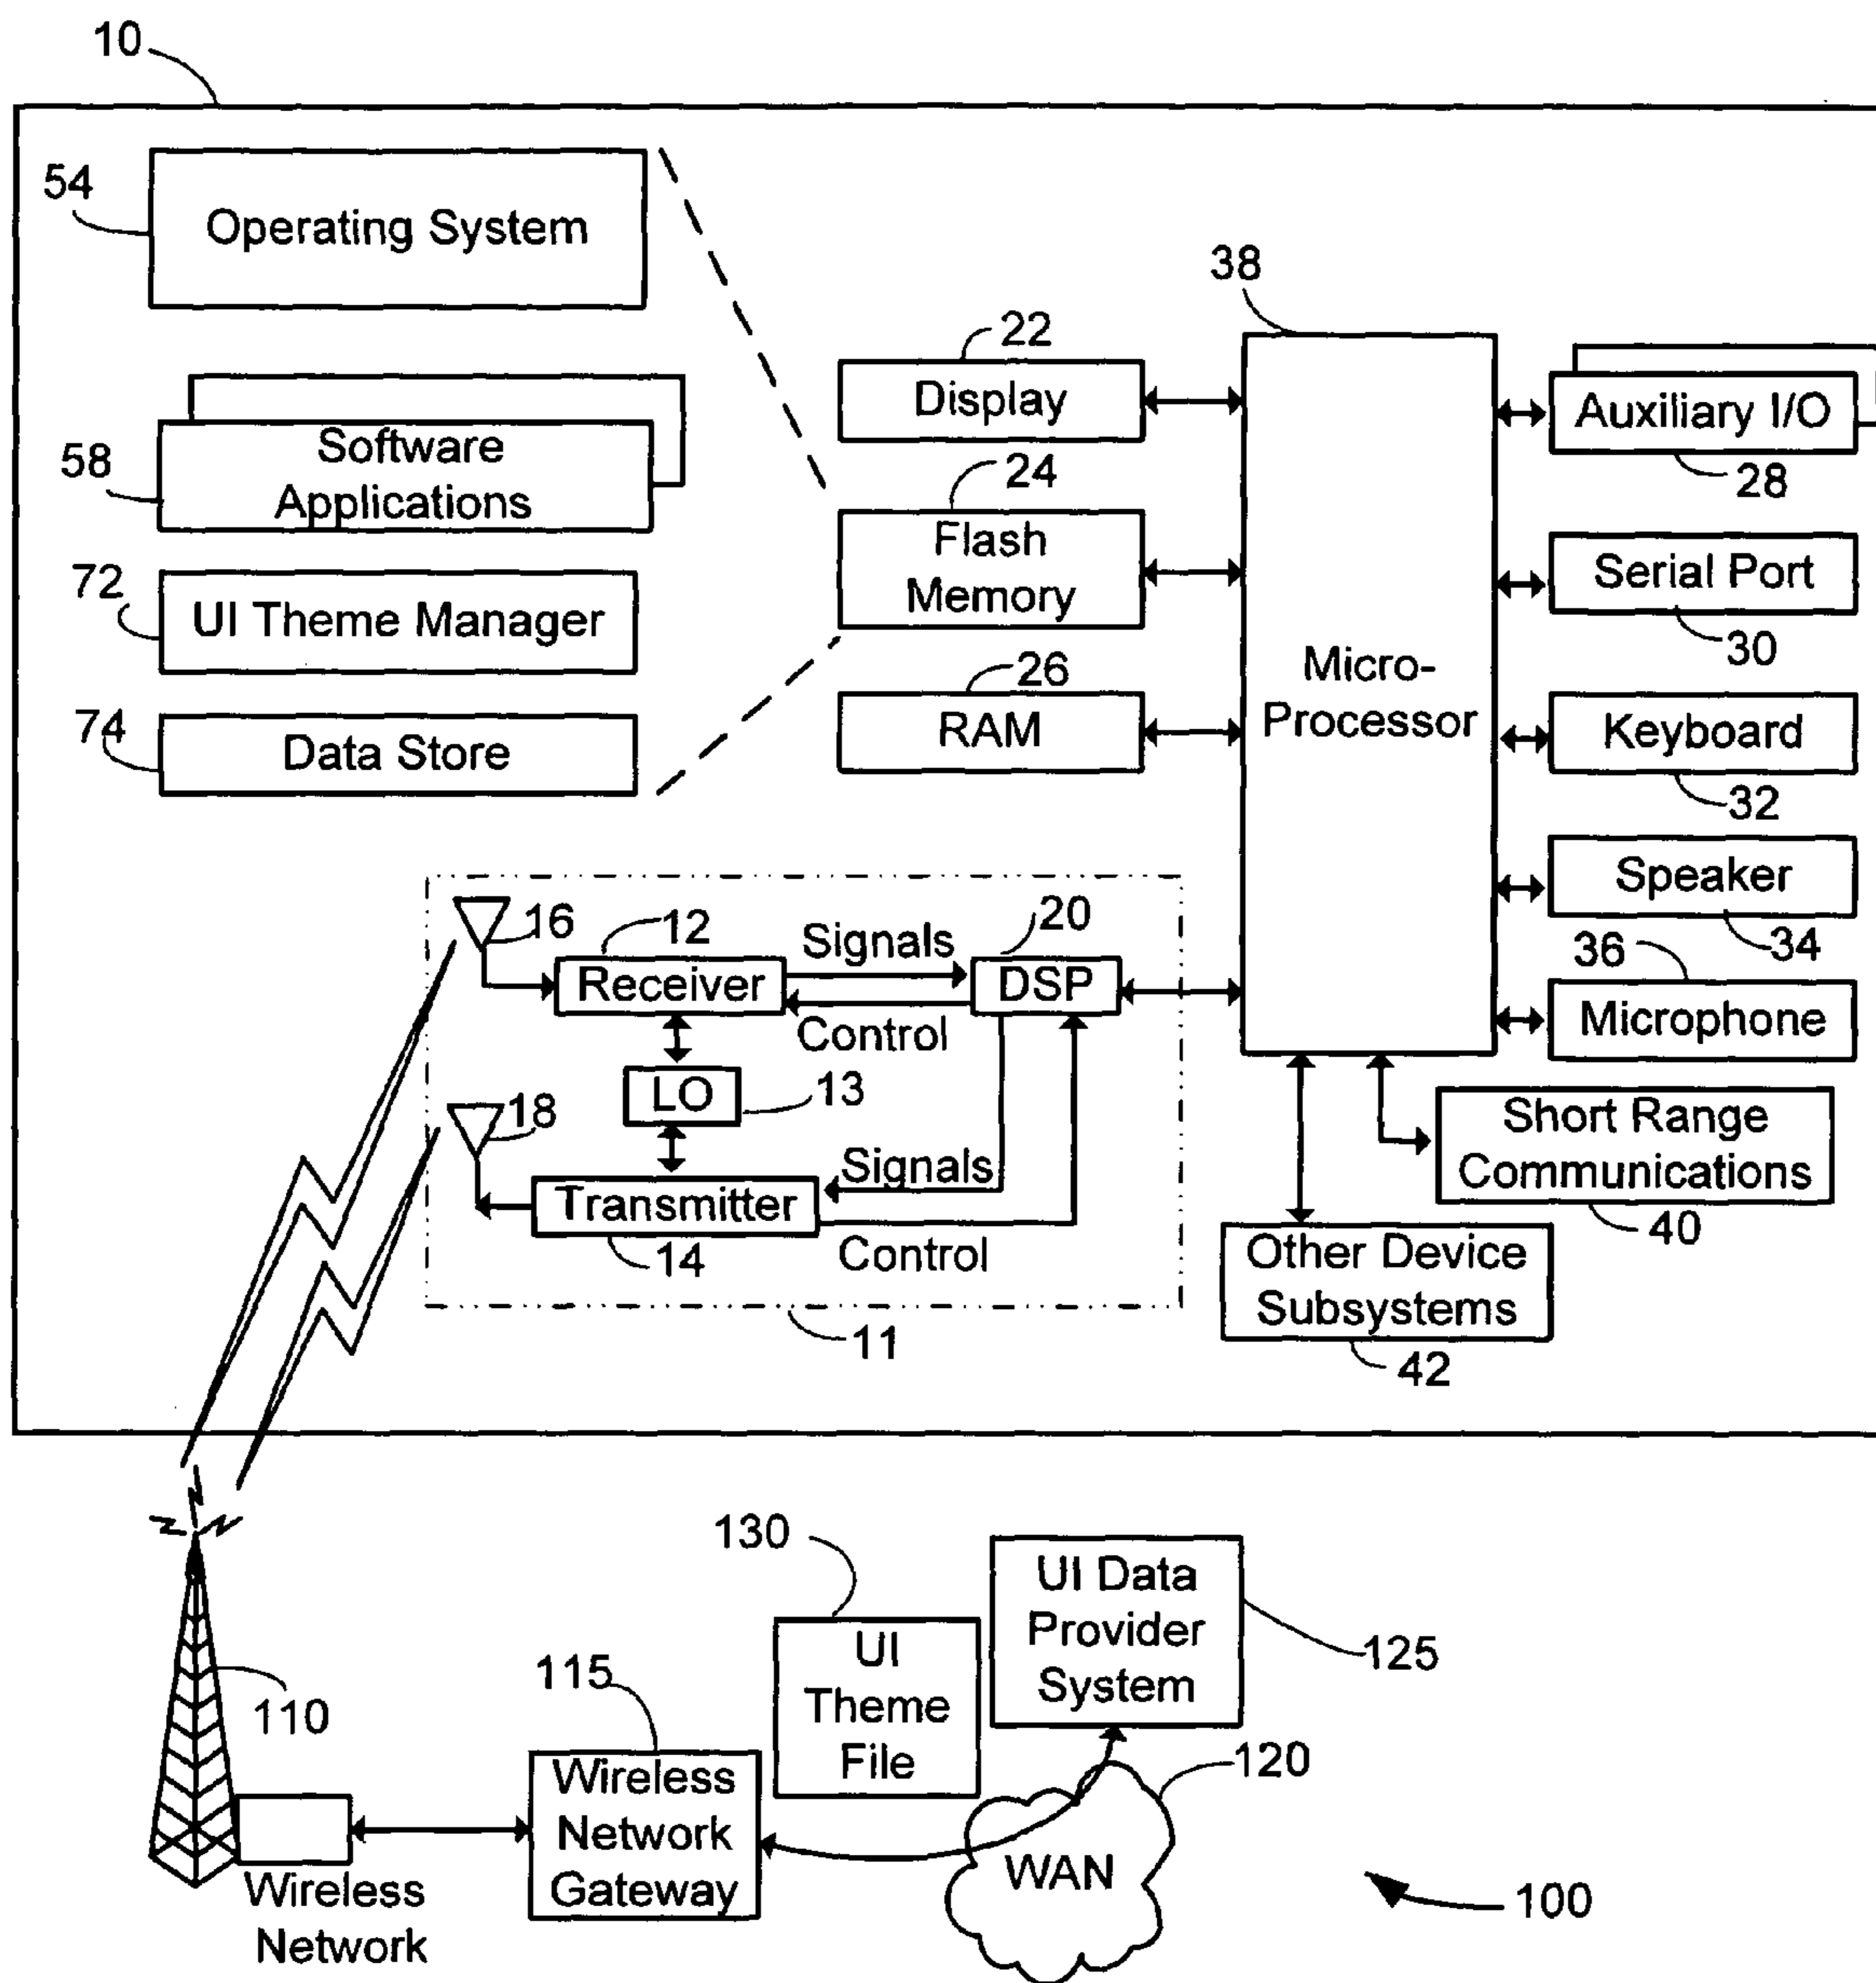 10
54
Operating System
38
22
Display
Auxiliary I/O
28
58
Software
Applications
24
Flash
Memory
Serial Port
30
72
UI Theme Manager
26
RAM
Micro-
Processor
Keyboard
32
74
Data Store
Speaker
34
16
12
Receiver
Signals
Control
20
DSP
36
Microphone
LO
13
18
Signals
Transmitter
14
Control
11
Short Range
Communications
40
Other Device
Subsystems
42
130
UI
Theme
File
UI Data
Provider
System
125
110
115
Wireless
Network
Gateway
120
WAN
Wireless
Network
100